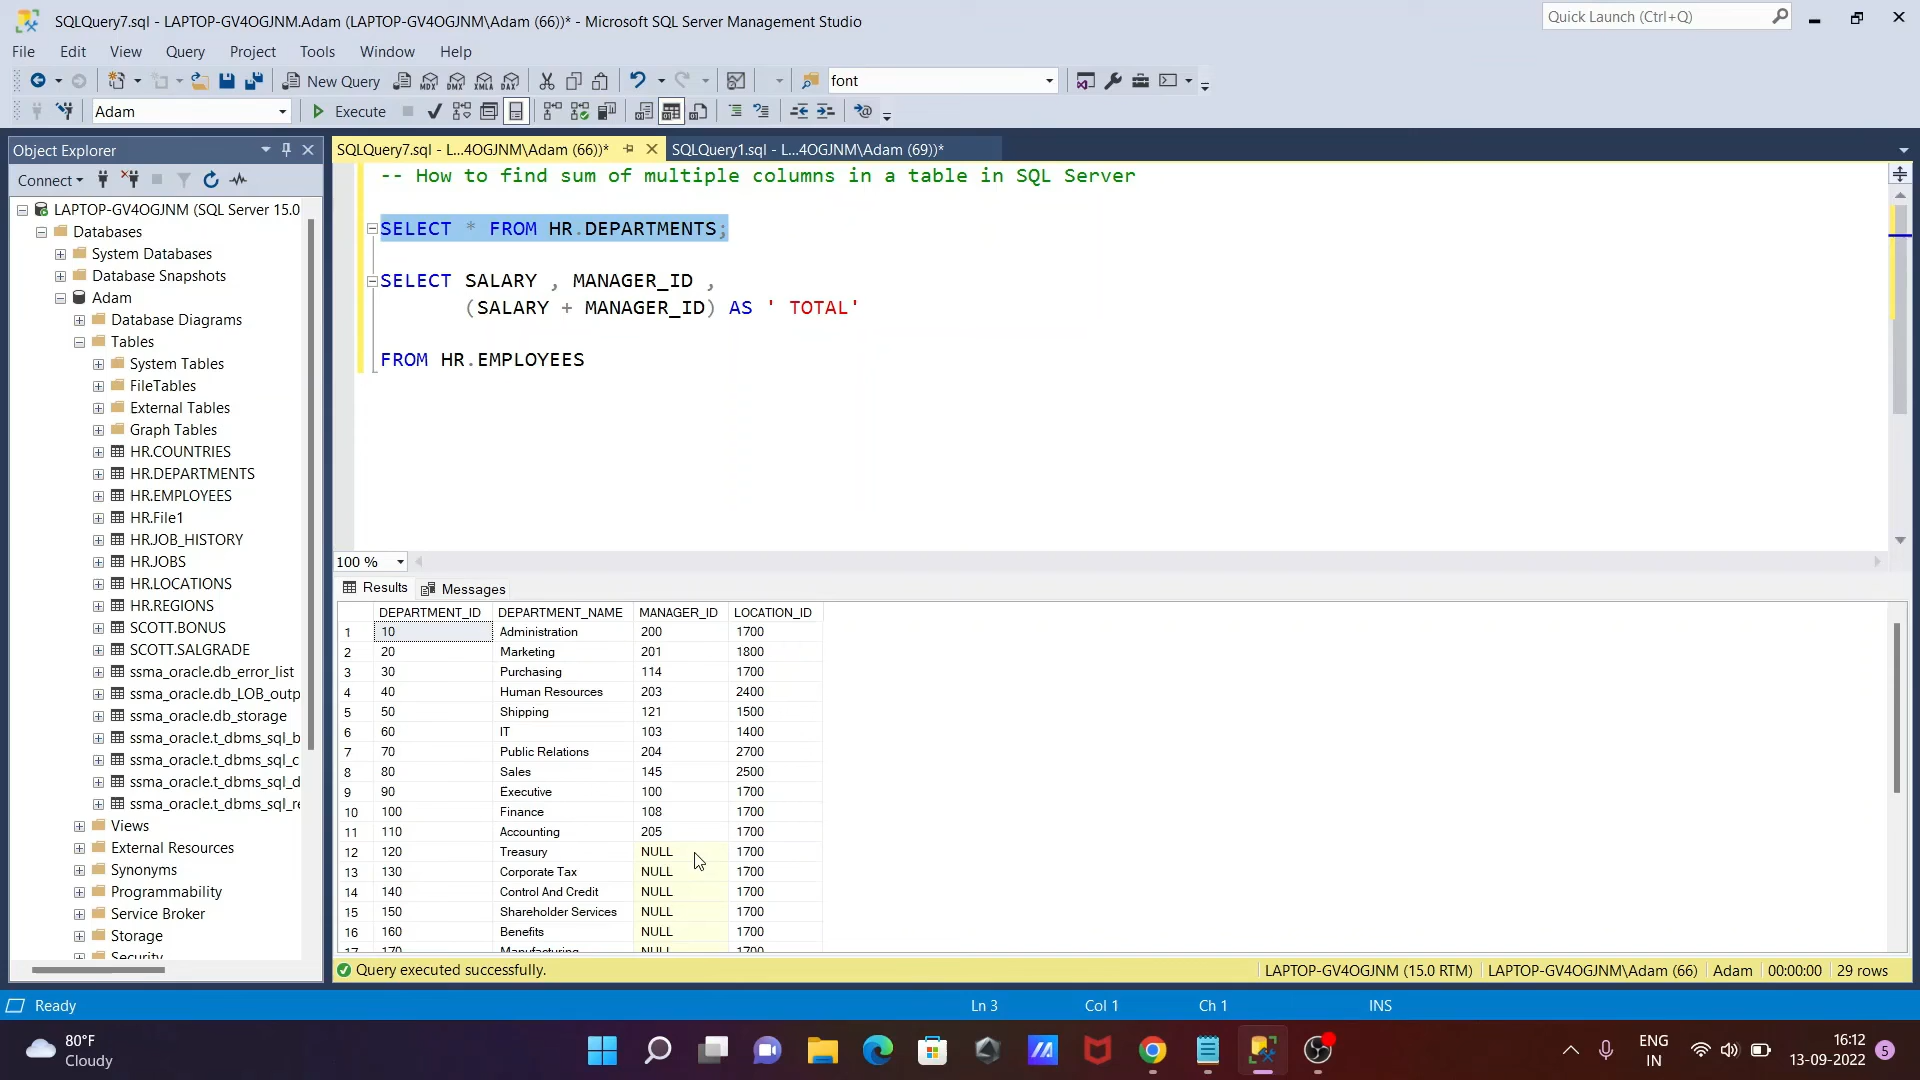 SQLQuery7.sql - LAPTOP-GV4OGJNM.Adam (LAPTOP-GV4OGJNM\Adam (66))* - Microsoft SQL Server Management Studio
Quick Launch (Ctrl+Q)
File Edit View Query Project Tools Window Help
New Query
MDX DMX XMLA DAX
font
Adam
Execute
Object Explorer
Connect
LAPTOP-GV4OGJNM (SQL Server 15.0
Databases
System Databases
Database Snapshots
Adam
Database Diagrams
Tables
System Tables
FileTables
External Tables
Graph Tables
HR.COUNTRIES
HR.DEPARTMENTS
HR.EMPLOYEES
HR.File1
HR.JOB_HISTORY
HR.JOBS
HR.LOCATIONS
HR.REGIONS
SCOTT.BONUS
SCOTT.SALGRADE
ssma_oracle.db_error_list
ssma_oracle.db_LOB_outp
ssma_oracle.db_storage
ssma_oracle.t_dbms_sql_b
ssma_oracle.t_dbms_sql_c
ssma_oracle.t_dbms_sql_d
ssma_oracle.t_dbms_sql_re
Views
External Resources
Synonyms
Programmability
Service Broker
Storage
Security
SQLQuery7.sql - L...4OGJNM\Adam (66))*
SQLQuery1.sql - L...4OGJNM\Adam (69))*
-- How to find sum of multiple columns in a table in SQL Server
SELECT * FROM HR.DEPARTMENTS;
SELECT SALARY , MANAGER_ID ,
(SALARY + MANAGER_ID) AS ' TOTAL'
FROM HR.EMPLOYEES
100 %
Results Messages
DEPARTMENT_ID DEPARTMENT_NAME MANAGER_ID LOCATION_ID
1 10 Administration 200 1700
2 20 Marketing 201 1800
3 30 Purchasing 114 1700
4 40 Human Resources 203 2400
5 50 Shipping 121 1500
6 60 IT 103 1400
7 70 Public Relations 204 2700
8 80 Sales 145 2500
9 90 Executive 100 1700
10 100 Finance 108 1700
11 110 Accounting 205 1700
12 120 Treasury NULL 1700
13 130 Corporate Tax NULL 1700
14 140 Control And Credit NULL 1700
15 150 Shareholder Services NULL 1700
16 160 Benefits NULL 1700
17 170 Manufacturing NULL 1700
Query executed successfully.
LAPTOP-GV4OGJNM (15.0 RTM) LAPTOP-GV4OGJNM\Adam (66) Adam 00:00:00 29 rows
Ready
Ln 3 Col 1 Ch 1 INS
80°F
Cloudy
ENG
IN
16:12
13-09-2022
5